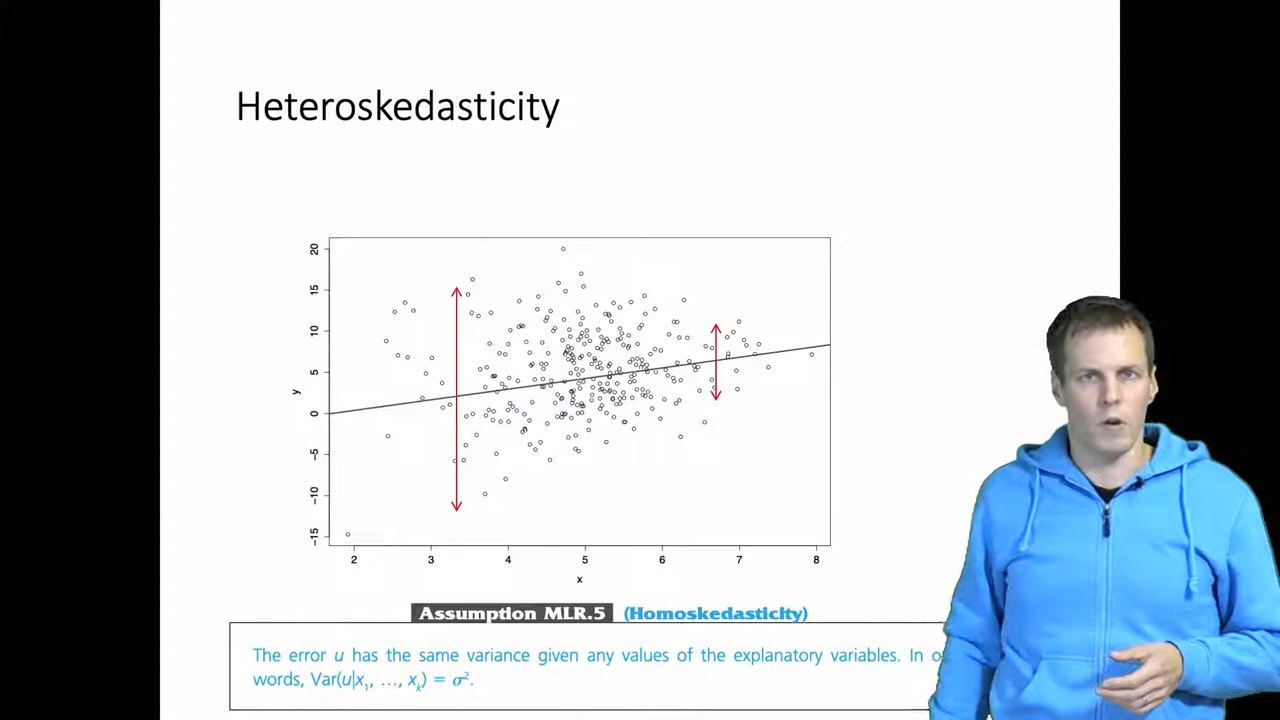 Heteroskedasticity
20
15
10
5
0
−5
−10
−15
y
2 3 4 5 6 7 8
x
Assumption MLR.5 (Homoskedasticity)
The error u has the same variance given any values of the explanatory variables. In
words, Var(u|x₁, …, xₖ) = σ².